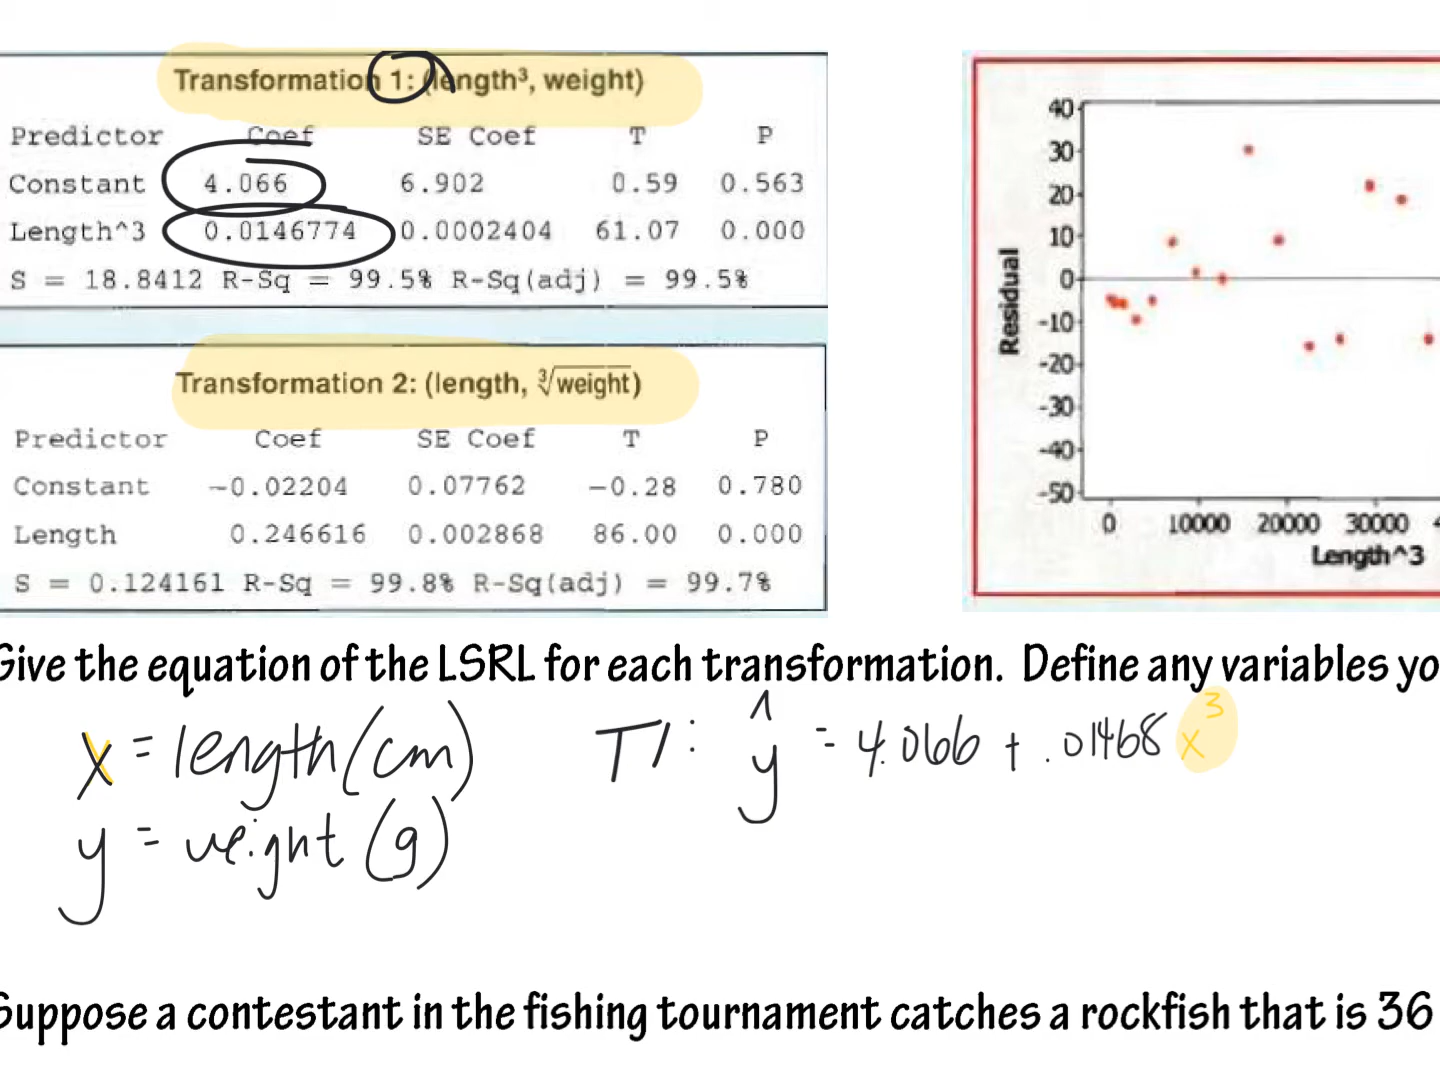 Transformation 1: (length³, weight)
Predictor Coef SE Coef T P
Constant 4.066 6.902 0.59 0.563
Length^3 0.0146774 0.0002404 61.07 0.000
S = 18.8412 R-Sq = 99.5% R-Sq(adj) = 99.5%
Transformation 2: (length, ∛weight)
Predictor Coef SE Coef T P
Constant −0.02204 0.07762 −0.28 0.780
Length 0.246616 0.002868 86.00 0.000
S = 0.124161 R-Sq = 99.8% R-Sq(adj) = 99.7%
40
30
20
10
0
-10
-20
-30
-40
-50
Residual
0 10000 20000 30000 4
Length^3
Give the equation of the LSRL for each transformation. Define any variables yo
x = length (cm)
y = weight (g)
T1: ŷ = 4.066 + .01468 x³
Suppose a contestant in the fishing tournament catches a rockfish that is 36